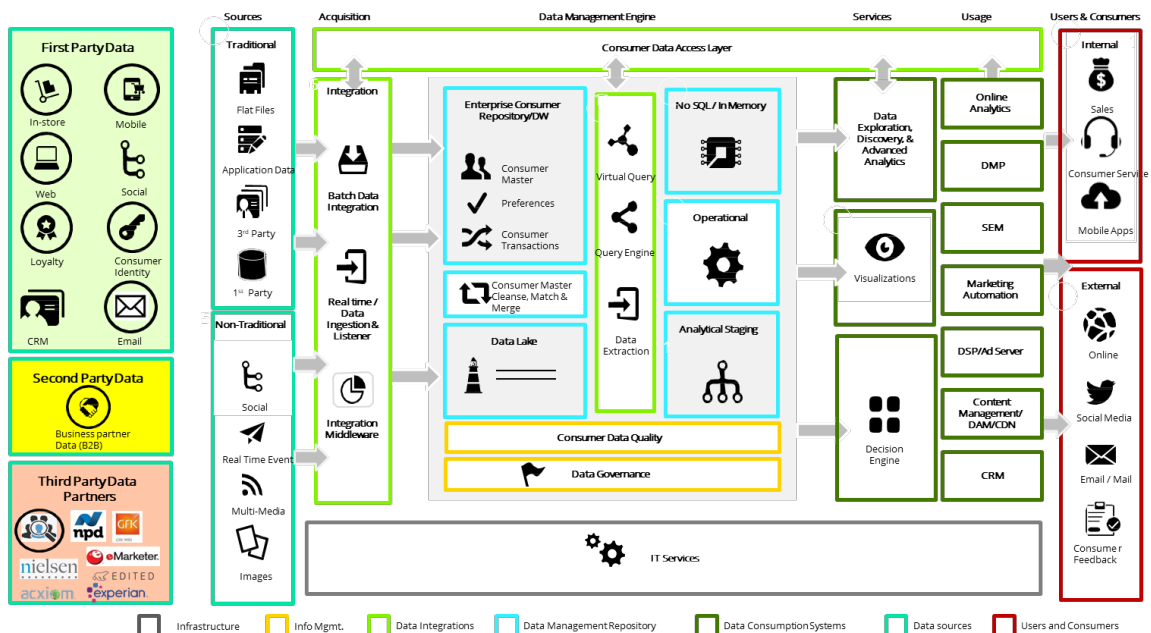 Sources
Acquisition
Data Management Engine
Services
Usage
Users & Consumers
First Party Data
In-store
Mobile
Web
Social
Loyalty
Consumer
Identity
CRM
Email
Second Party Data
Business partner
Data (B2B)
Third Party Data
Partners
npd
GFK
nielsen
eMarketer.
EDITED
acxiom
experian.
Traditional
Flat Files
Application Data
3rd Party
1st Party
Non-Traditional
Social
Real Time Event
Multi-Media
Images
Consumer Data Access Layer
Integration
Batch Data
Integration
Real time /
Data
Ingestion &
Listener
Integration
Middleware
Enterprise Consumer
Repository/DW
Consumer
Master
Preferences
Consumer
Transactions
Consumer Master
Cleanse, Match &
Merge
Data Lake
Virtual Query
Query Engine
Data
Extraction
No SQL / In Memory
Operational
Analytical Staging
Consumer Data Quality
Data Governance
Data
Exploration,
Discovery, &
Advanced
Analytics
Visualizations
Decision
Engine
Online
Analytics
DMP
SEM
Marketing
Automation
DSP/Ad Server
Content
Management/
DAM/CDN
CRM
Internal
Sales
Consumer Service
Mobile Apps
External
Online
Social Media
Email / Mail
Consumer
Feedback
IT Services
Infrastructure
Info Mgmt.
Data Integrations
Data Management Repository
Data Consumption Systems
Data sources
Users and Consumers